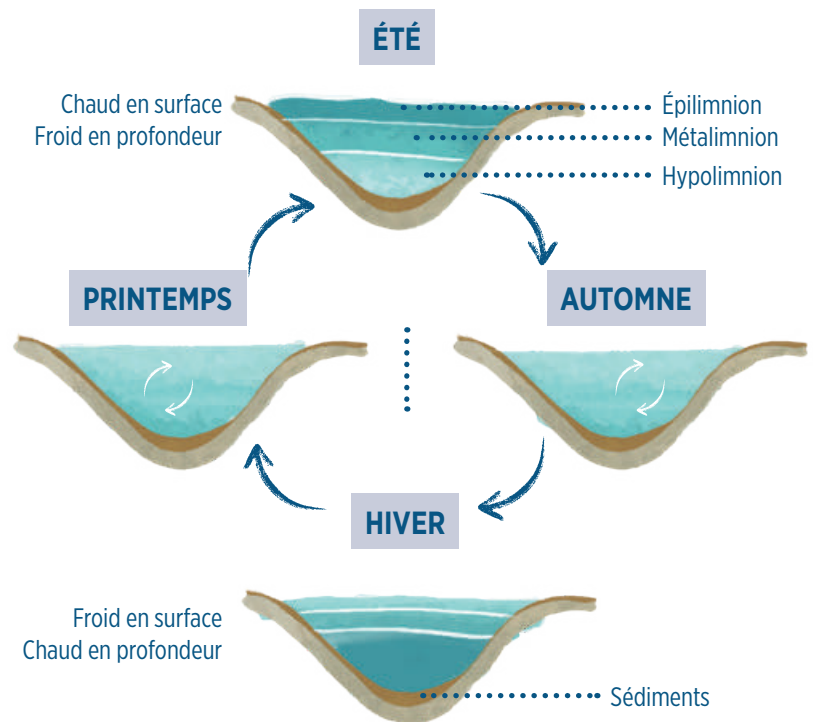 ÉTÉ
Chaud en surface
Froid en profondeur
Épilimnion
Métalimnion
Hypolimnion
PRINTEMPS
AUTOMNE
HIVER
Froid en surface
Chaud en profondeur
Sédiments